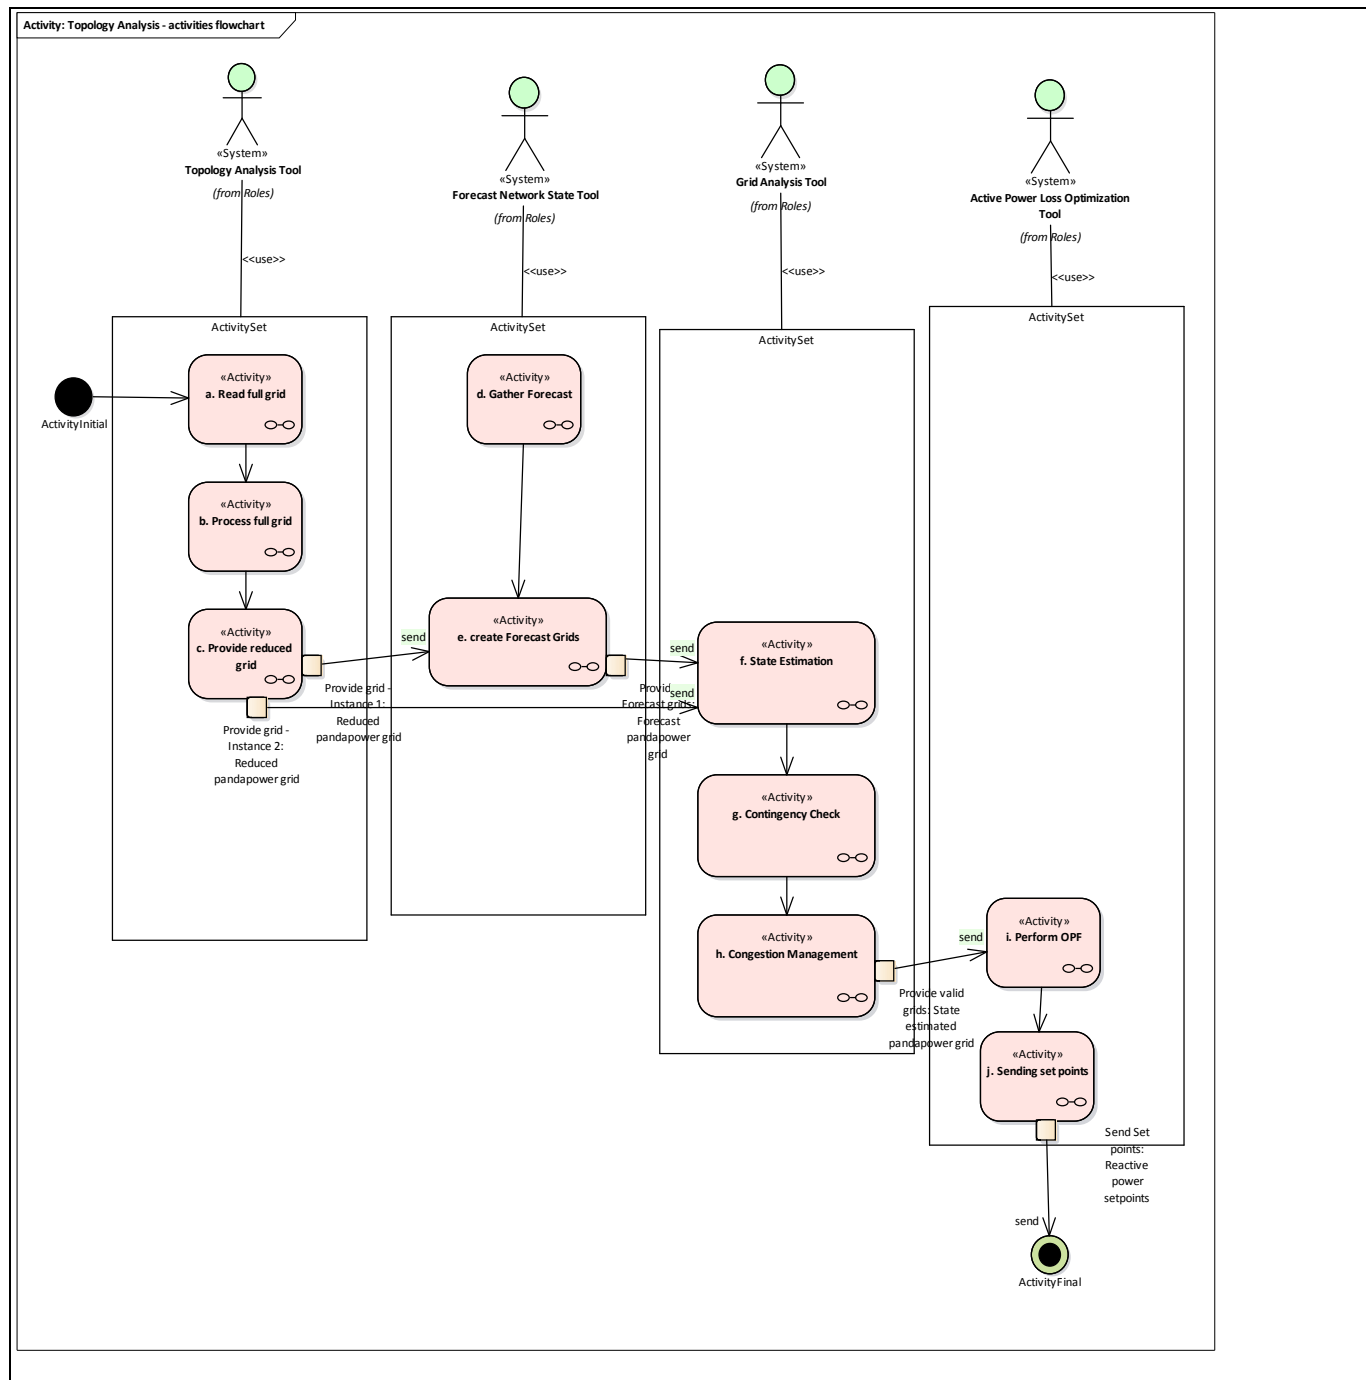 Activity: Topology Analysis - activities flowchart
«System»
Topology Analysis Tool
(from Roles)
<<use>>
«System»
Forecast Network State Tool
(from Roles)
<<use>>
«System»
Grid Analysis Tool
(from Roles)
<<use>>
«System»
Active Power Loss Optimization
Tool
(from Roles)
<<use>>
ActivityInitial
ActivitySet
«Activity»
a. Read full grid
«Activity»
b. Process full grid
«Activity»
c. Provide reduced
grid
send
Provide grid -
Instance 1:
Reduced
pandapower grid
Provide grid -
Instance 2:
Reduced
pandapower grid
ActivitySet
«Activity»
d. Gather Forecast
«Activity»
e. create Forecast Grids
send
send
Forecast grids:
Forecast
pandapower
grid
ActivitySet
«Activity»
f. State Estimation
«Activity»
g. Contingency Check
«Activity»
h. Congestion Management
send
Provide valid
grids: State
estimated
pandapower grid
ActivitySet
«Activity»
i. Perform OPF
«Activity»
j. Sending set points
Send Set
points:
Reactive
power
setpoints
send
ActivityFinal